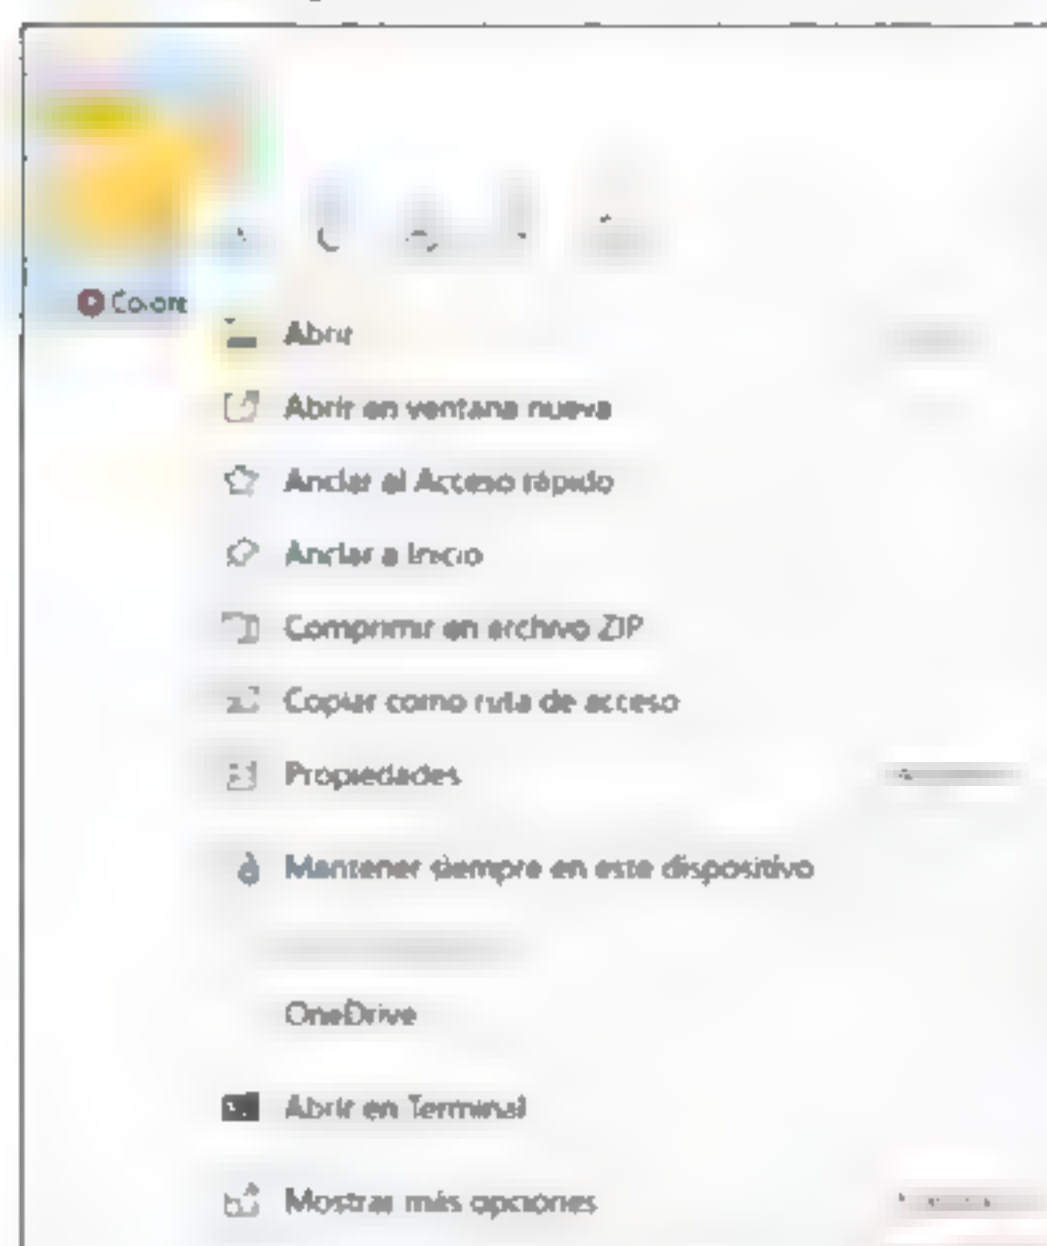 Abrir
Abrir en ventana nueva
Anclar al Acceso rápido
Anclar a Inicio
Comprimir en archivo ZIP
Copiar como ruta de acceso
Propiedades
Mantener siempre en este dispositivo
OneDrive
Abrir en Terminal
Mostrar más opciones